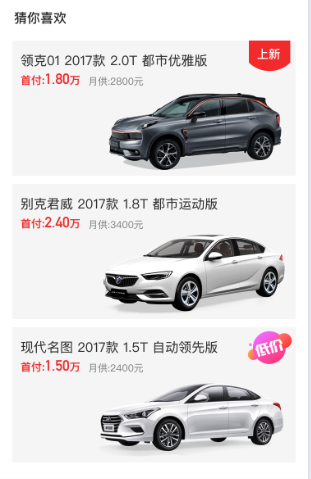 猜你喜欢
领克01 2017款 2.0T 都市优雅版
上新
首付:1.80万 月供:2800元
别克君威 2017款 1.8T 都市运动版
首付:2.40万 月供:3400元
现代名图 2017款 1.5T 自动领先版
低价
首付:1.50万 月供:2400元